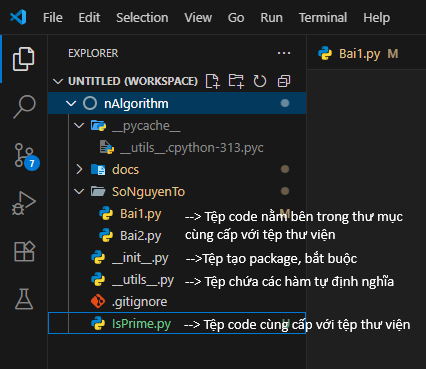 File Edit Selection View Go Run Terminal Help
EXPLORER
Bai1.py M
UNTITLED (WORKSPACE)
nAlgorithm
__pycache__
__utils__.cpython-313.pyc
docs
SoNguyenTo
Bai1.py --> Tệp code nằm bên trong thư mục
Bai2.py cùng cấp với tệp thư viện
__init__.py -->Tệp tạo package, bắt buộc
__utils__.py --> Tệp chứa các hàm tự định nghĩa
.gitignore
IsPrime.py --> Tệp code cùng cấp với tệp thư viện
7